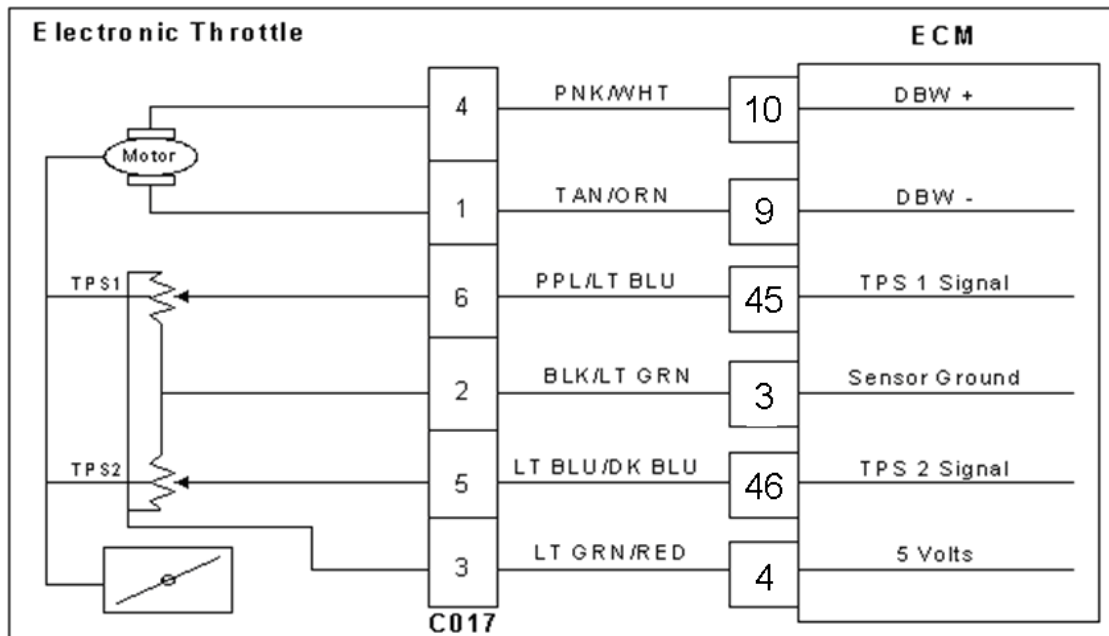 Electronic Throttle
ECM
4
PNK/WHT
10
DBW +
Motor
1
TAN/ORN
9
DBW -
TPS1
6
PPL/LT BLU
45
TPS 1 Signal
2
BLK/LT GRN
3
Sensor Ground
TPS2
5
LT BLU/DK BLU
46
TPS 2 Signal
3
LT GRN/RED
4
5 Volts
C017